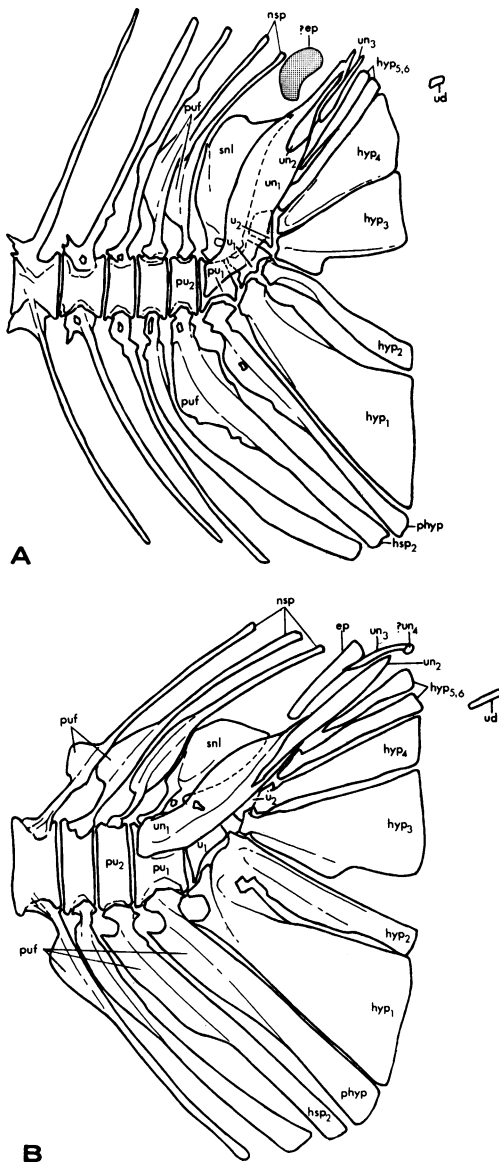 nsp
?ep
un3
hyp5,6
ud
puf
snl
un2
hyp4
un1
hyp3
u2
u1
pu2
pu1
hyp2
puf
hyp1
phyp
hsp2
A
nsp
ep
un3
?un4
un2
hyp5,6
ud
puf
snl
hyp4
u2
un1
hyp3
u1
pu2
pu1
hyp2
puf
hyp1
phyp
hsp2
B